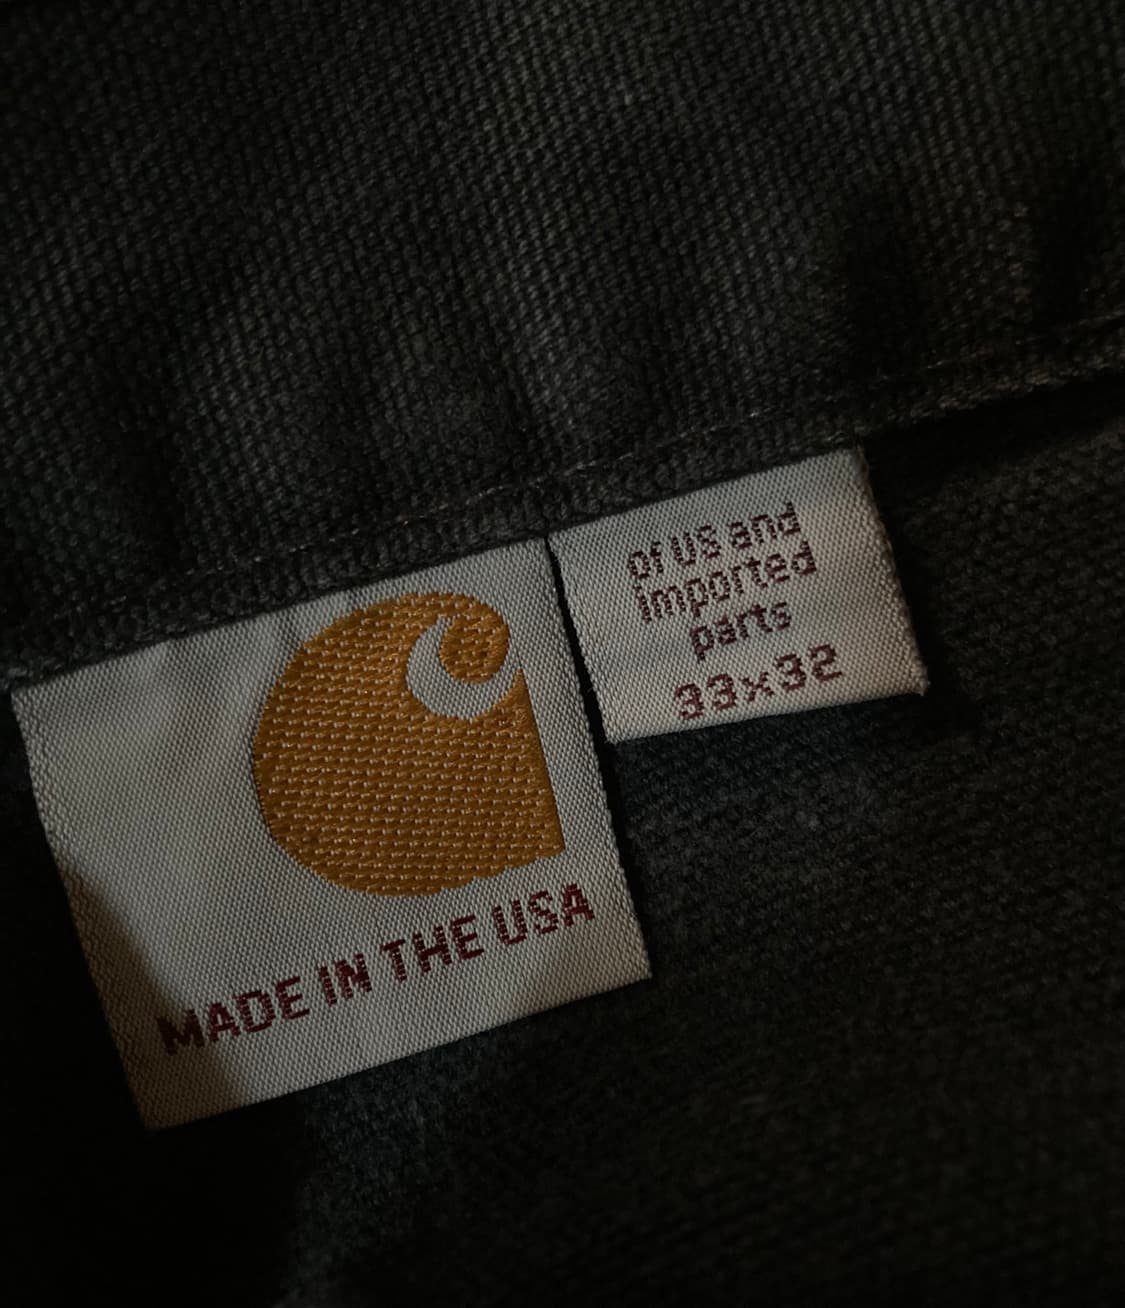 MADE IN THE USA
of US and
imported
parts
33x32